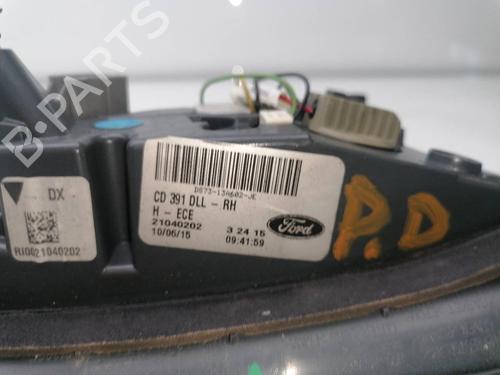 B-PARTS
DS73-13A602-JE
CD 391 DLL - RH
H - ECE
21040202 3 24 15
10/06/15 09:41:59
Ford
DX
21040202
P.D